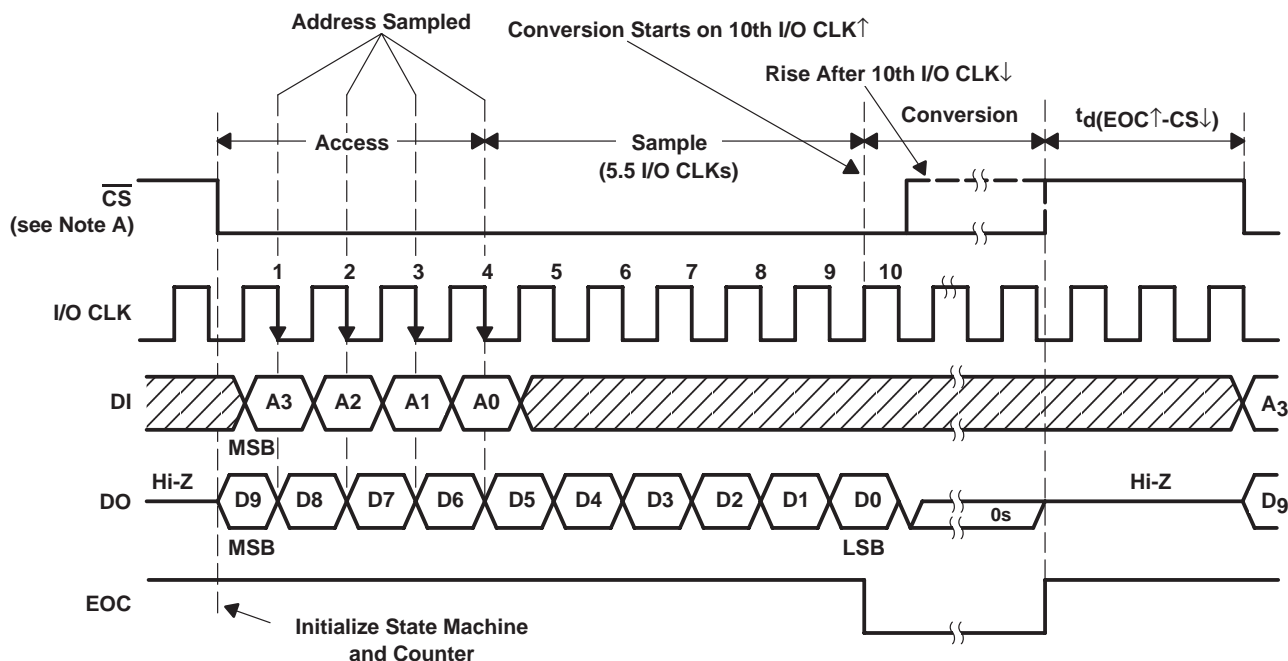 Address Sampled
Conversion Starts on 10th I/O CLK↑
Rise After 10th I/O CLK↓
Access
Sample
(5.5 I/O CLKs)
Conversion
td(EOC↑-CS↓)
CS
(see Note A)
1 2 3 4 5 6 7 8 9 10
I/O CLK
DI
A3 A2 A1 A0 A3
MSB
Hi-Z
DO
D9 D8 D7 D6 D5 D4 D3 D2 D1 D0 0s Hi-Z D9
MSB LSB
EOC
Initialize State Machine
and Counter